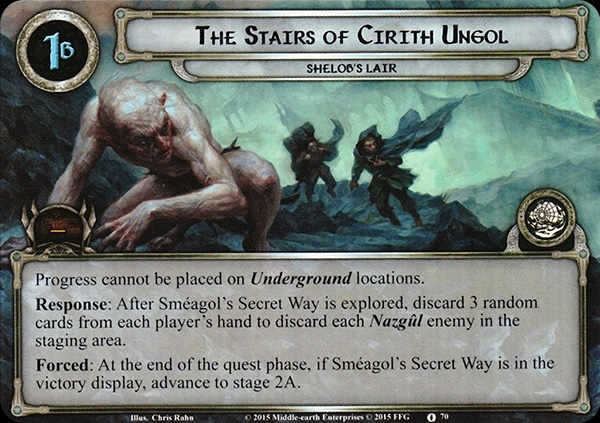 1B
THE STAIRS OF CIRITH UNGOL
SHELOB'S LAIR
–
Progress cannot be placed on Underground locations.
Response: After Sméagol's Secret Way is explored, discard 3 random
cards from each player's hand to discard each Nazgûl enemy in the
staging area.
Forced: At the end of the quest phase, if Sméagol's Secret Way is in the
victory display, advance to stage 2A.
Illus. Chris Rahn © 2015 Middle-earth Enterprises © 2015 FFG 70